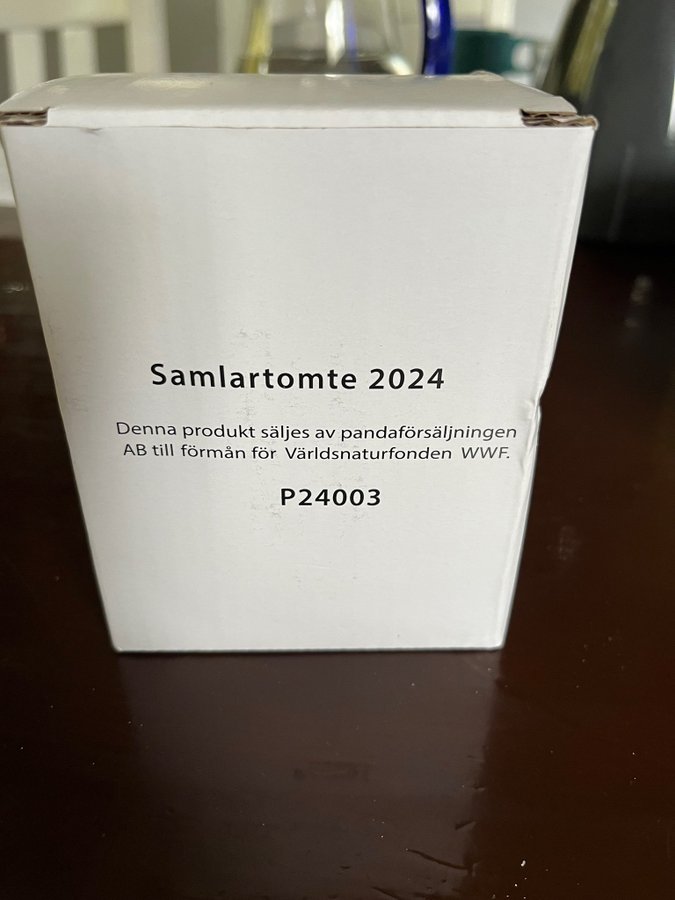 Samlartomte 2024
Denna produkt säljes av pandaförsäljningen
AB till förmån för Världsnaturfonden WWF.
P24003